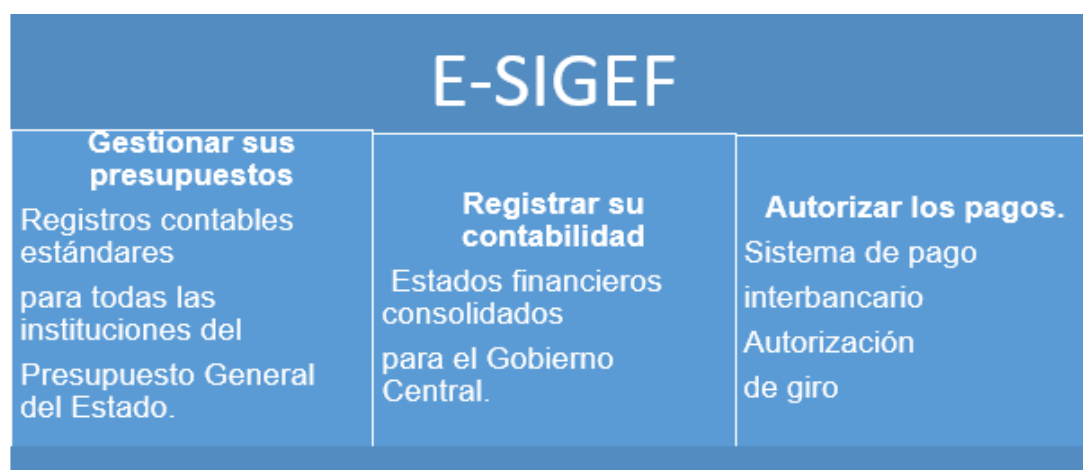 E-SIGEF
Gestionar sus
presupuestos
Registros contables
estándares
para todas las
instituciones del
Presupuesto General
del Estado.
Registrar su
contabilidad
Estados financieros
consolidados
para el Gobierno
Central.
Autorizar los pagos.
Sistema de pago
interbancario
Autorización
de giro